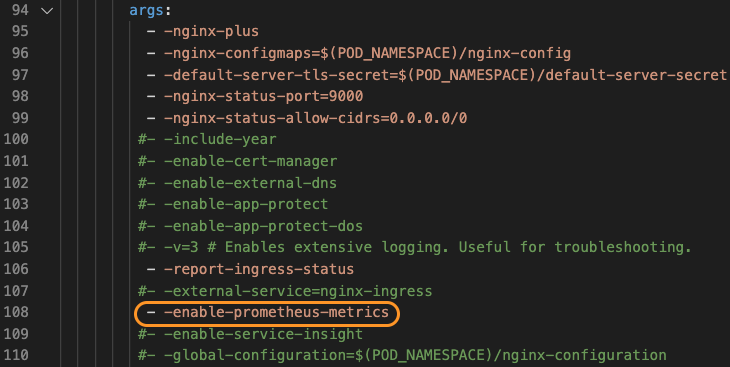 94 args:
95 - -nginx-plus
96 - -nginx-configmaps=$(POD_NAMESPACE)/nginx-config
97 - -default-server-tls-secret=$(POD_NAMESPACE)/default-server-secret
98 - -nginx-status-port=9000
99 - -nginx-status-allow-cidrs=0.0.0.0/0
100 #- -include-year
101 #- -enable-cert-manager
102 #- -enable-external-dns
103 #- -enable-app-protect
104 #- -enable-app-protect-dos
105 #- -v=3 # Enables extensive logging. Useful for troubleshooting.
106 - -report-ingress-status
107 #- -external-service=nginx-ingress
108 - -enable-prometheus-metrics
109 #- -enable-service-insight
110 #- -global-configuration=$(POD_NAMESPACE)/nginx-configuration